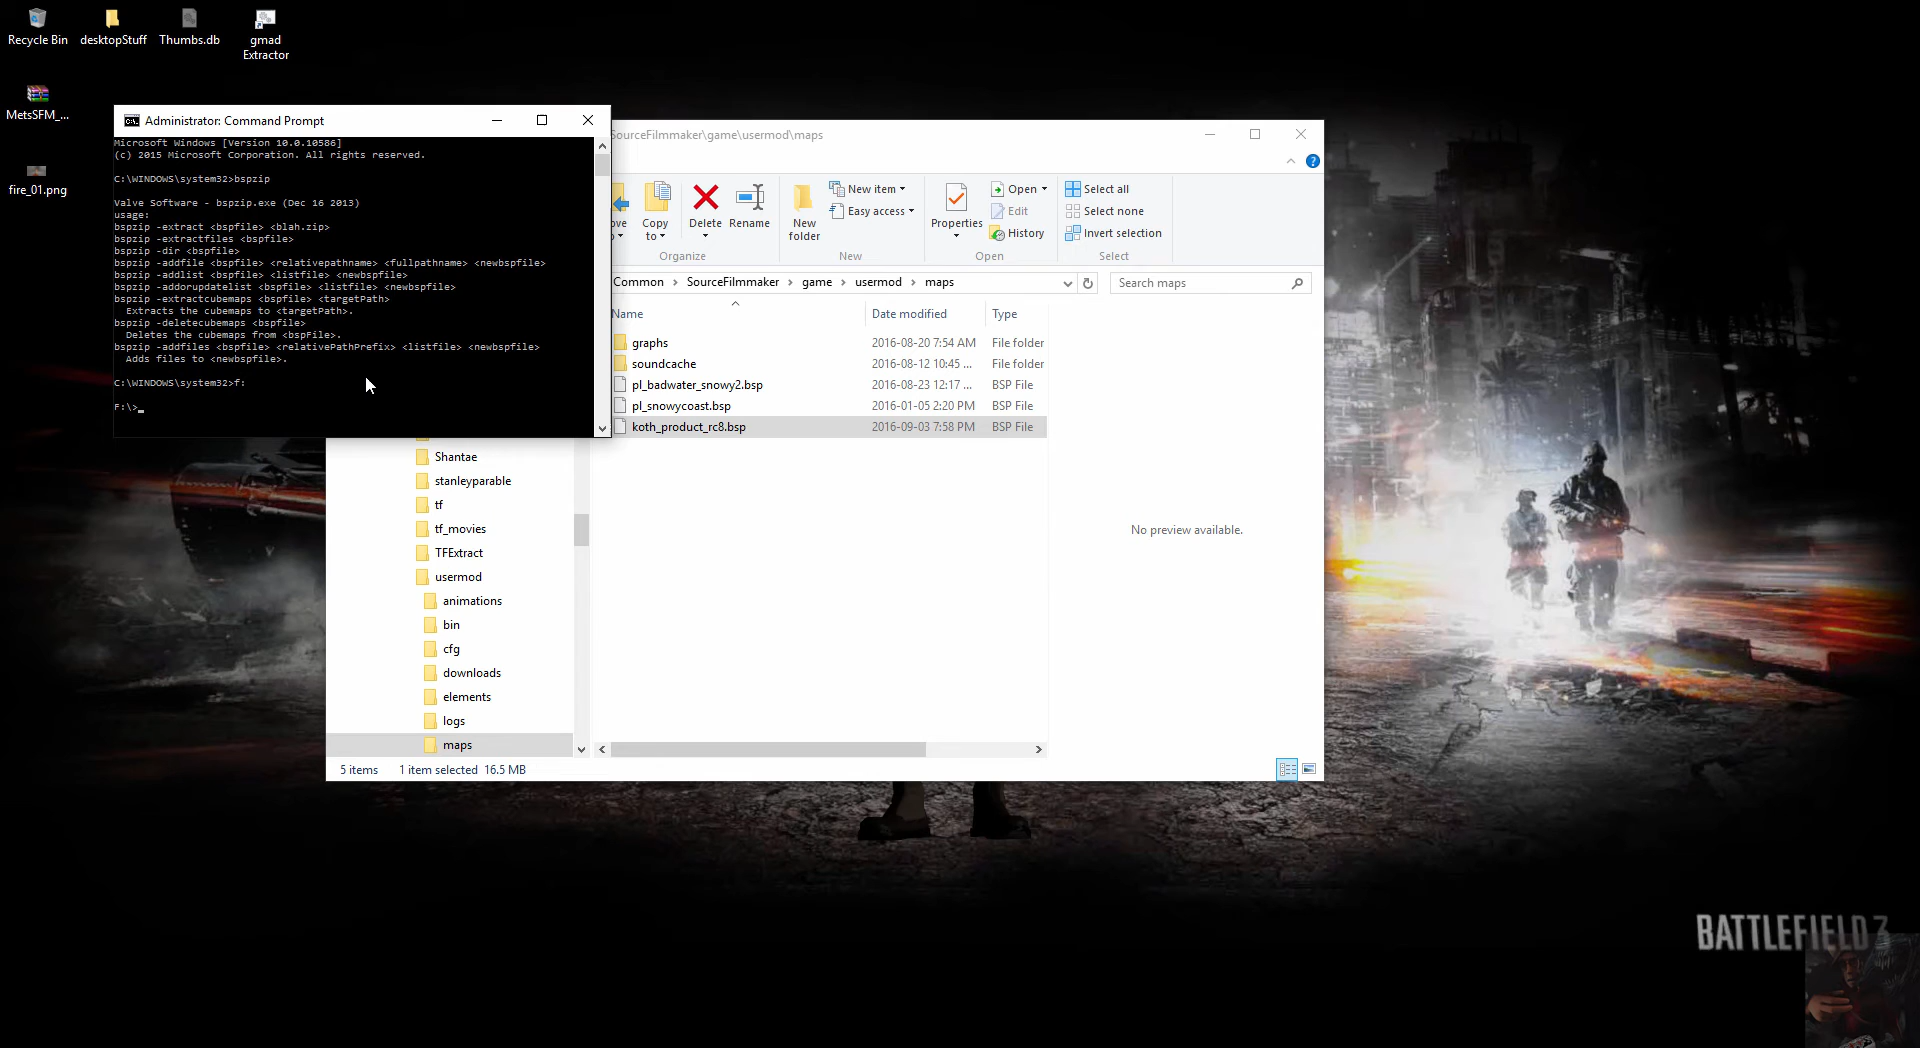 Recycle Bin
desktopStuff
Thumbs.db
gmad
Extractor
MetsSFM_...
fire_01.png
Administrator: Command Prompt
Microsoft Windows [Version 10.0.10586]
(c) 2015 Microsoft Corporation. All rights reserved.
C:\WINDOWS\system32>bspzip
Valve Software - bspzip.exe (Dec 16 2013)
usage:
bspzip -extract <bspfile> <blah.zip>
bspzip -extractfiles <bspfile>
bspzip -dir <bspfile>
bspzip -addfile <bspfile> <relativepathname> <fullpathname> <newbspfile>
bspzip -addlist <bspfile> <listfile> <newbspfile>
bspzip -addorupdatelist <bspfile> <listfile> <newbspfile>
bspzip -extractcubemaps <bspfile> <targetPath>
Extracts the cubemaps to <targetPath>.
bspzip -deletecubemaps <bspfile>
Deletes the cubemaps from <bspFile>.
bspzip -addfiles <bspfile> <relativePathPrefix> <listfile> <newbspfile>
Adds files to <newbspfile>.
C:\WINDOWS\system32>f:
F:\>_
SourceFilmmaker\game\usermod\maps
ove
Copy
to
Delete
Rename
New
folder
New item
Easy access
Properties
Open
Edit
History
Select all
Select none
Invert selection
Organize
New
Open
Select
Common > SourceFilmmaker > game > usermod > maps
Search maps
Name Date modified Type
graphs 2016-08-20 7:54 AM File folder
soundcache 2016-08-12 10:45 ... File folder
pl_badwater_snowy2.bsp 2016-08-23 12:17 ... BSP File
pl_snowycoast.bsp 2016-01-05 2:20 PM BSP File
koth_product_rc8.bsp 2016-09-03 7:58 PM BSP File
Shantae
stanleyparable
tf
tf_movies
TFExtract
usermod
animations
bin
cfg
downloads
elements
logs
maps
No preview available.
5 items 1 item selected 16.5 MB
BATTLEFIELD 3